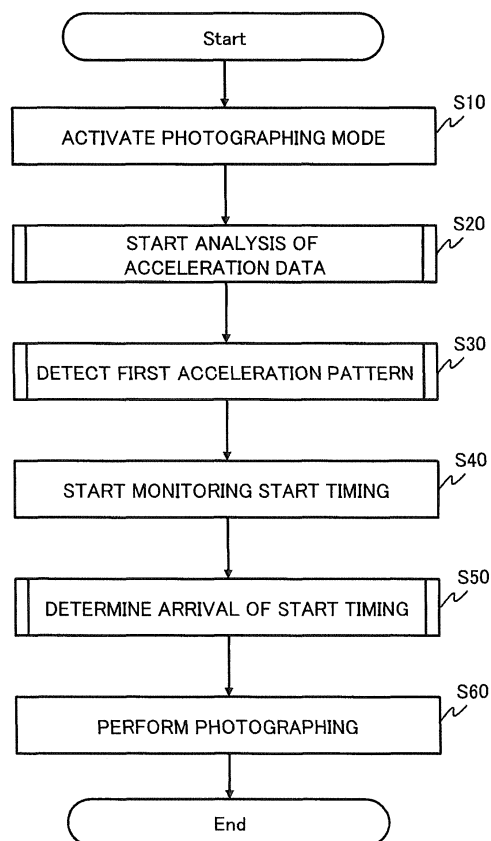 Start
S10
ACTIVATE PHOTOGRAPHING MODE
S20
START ANALYSIS OF
ACCELERATION DATA
S30
DETECT FIRST ACCELERATION PATTERN
S40
START MONITORING START TIMING
S50
DETERMINE ARRIVAL OF START TIMING
S60
PERFORM PHOTOGRAPHING
End